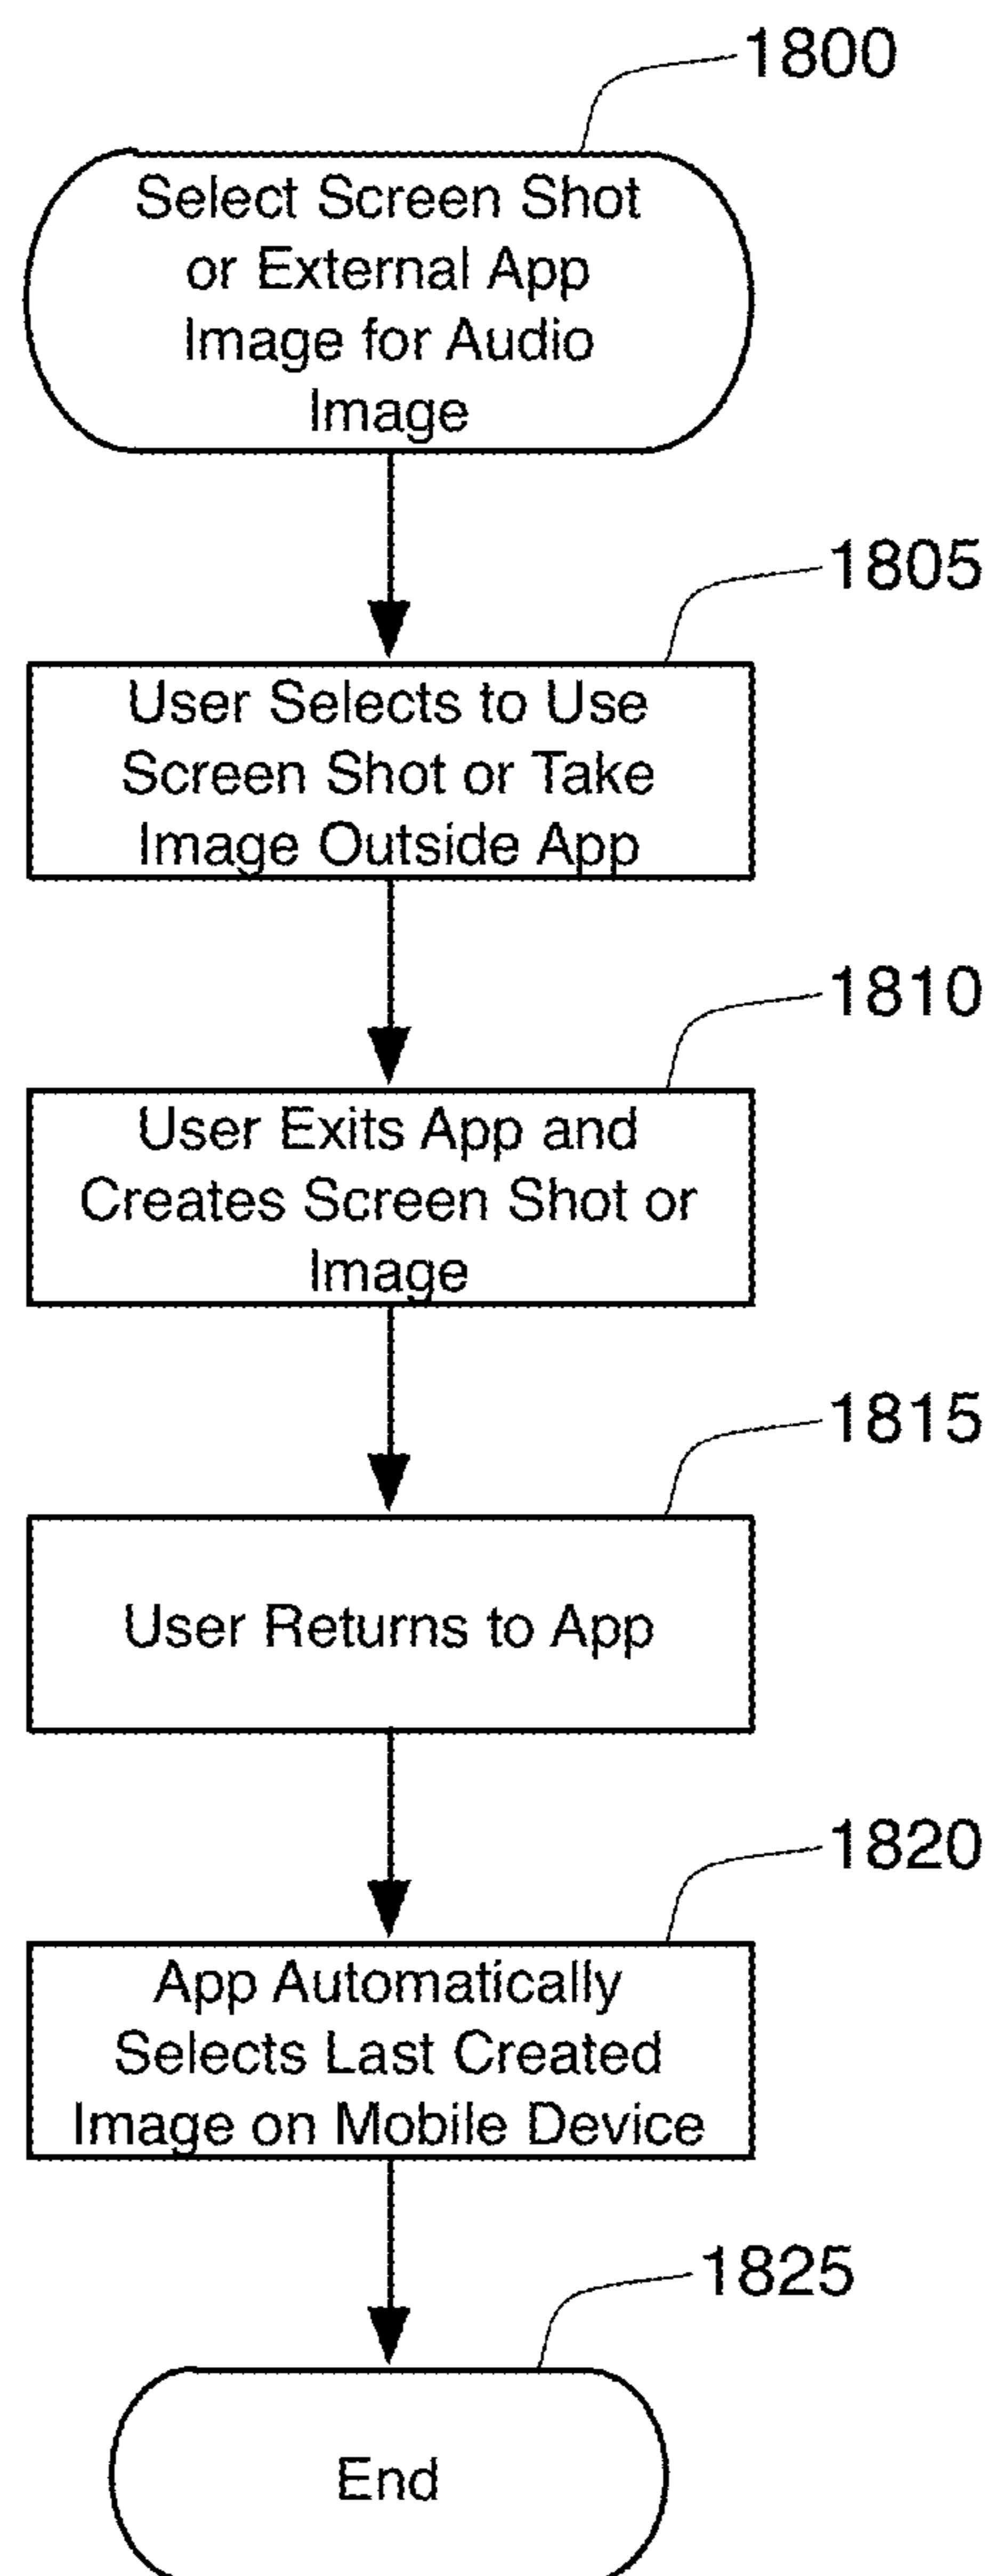 1800
Select Screen Shot
or External App
Image for Audio
Image
1805
User Selects to Use
Screen Shot or Take
Image Outside App
1810
User Exits App and
Creates Screen Shot or
Image
1815
User Returns to App
1820
App Automatically
Selects Last Created
Image on Mobile Device
1825
End